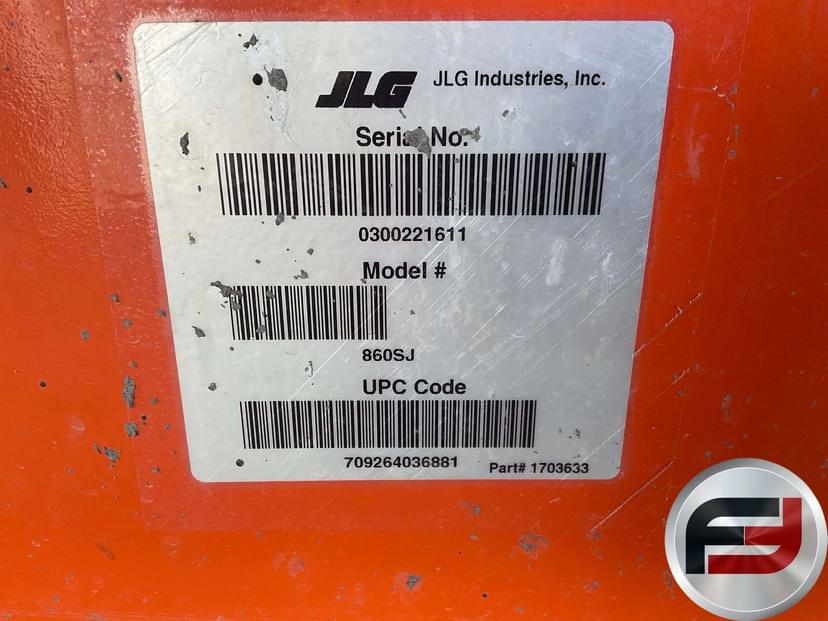 JLG JLG Industries, Inc.
Serial No.
0300221611
Model #
860SJ
UPC Code
709264036881 Part# 1703633